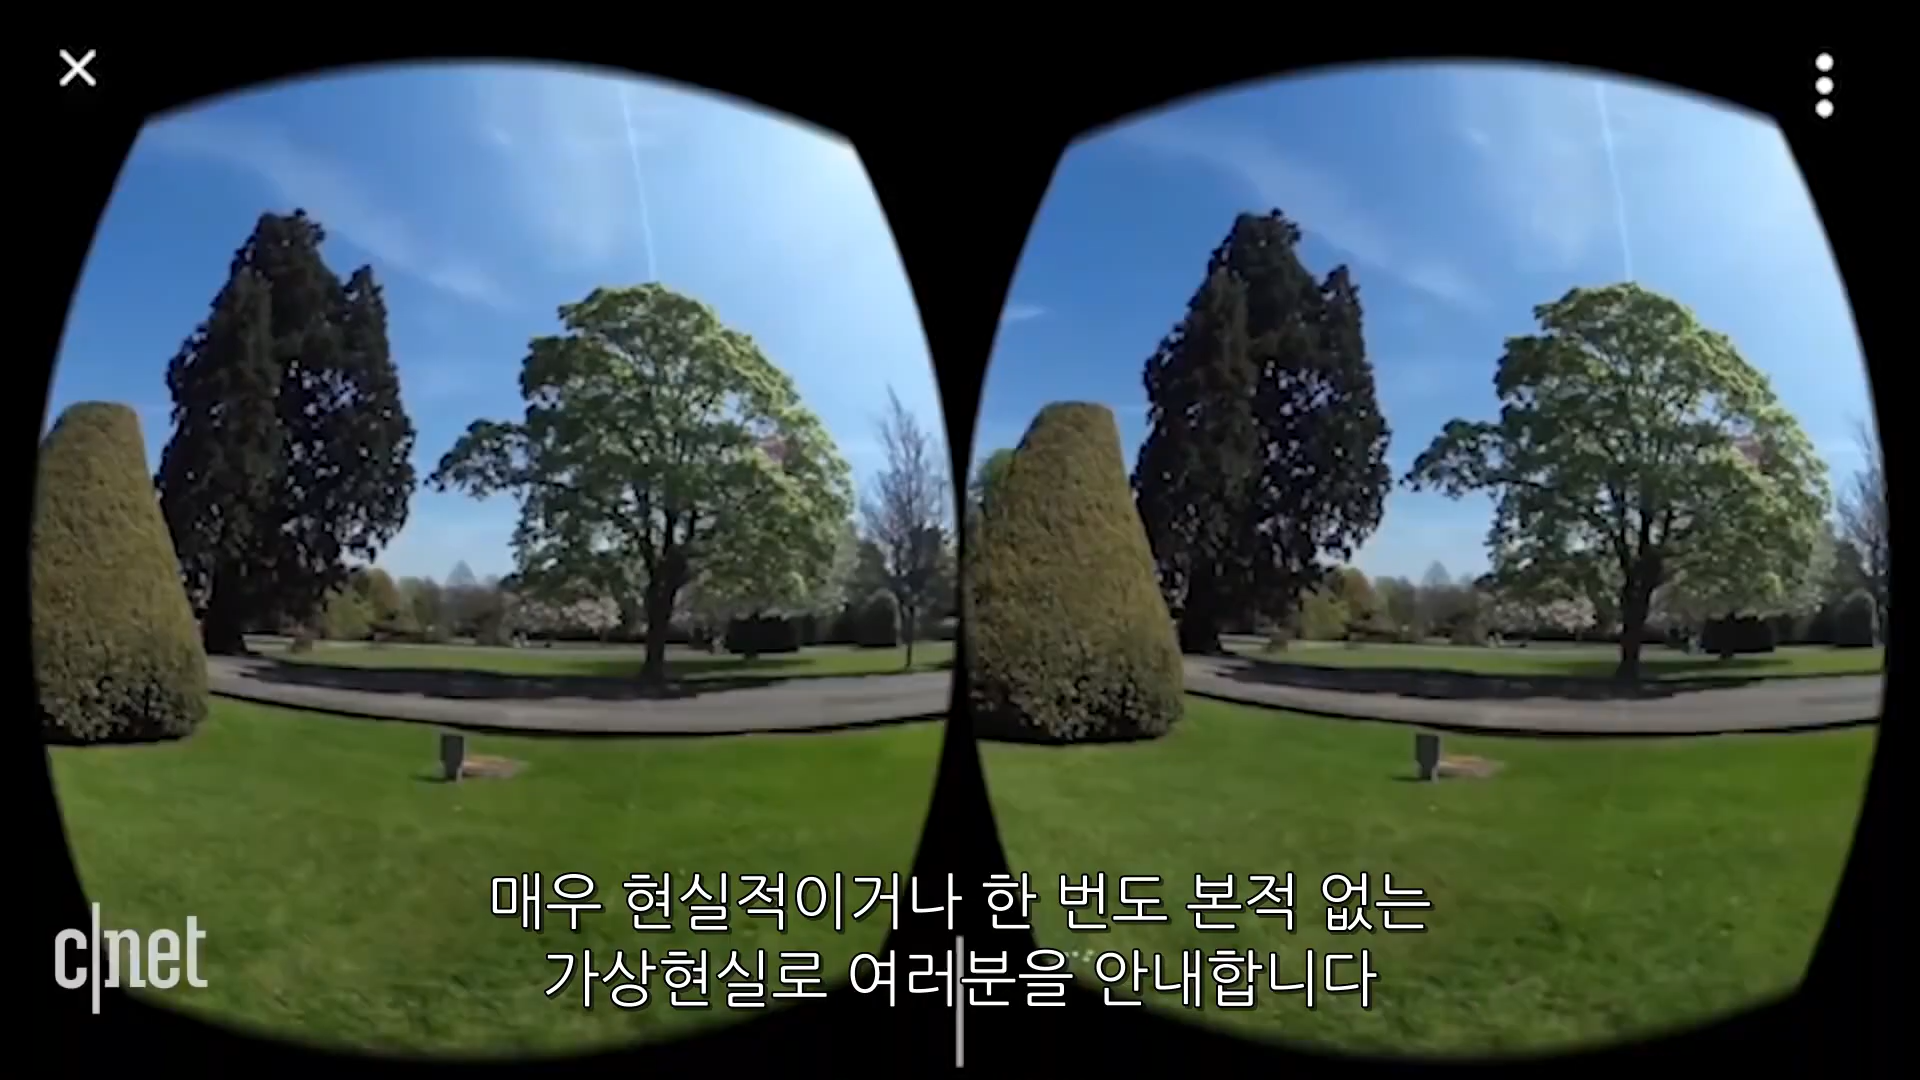 매우 현실적이거나 한 번도 본적 없는
가상현실로 여러분을 안내합니다
c|net